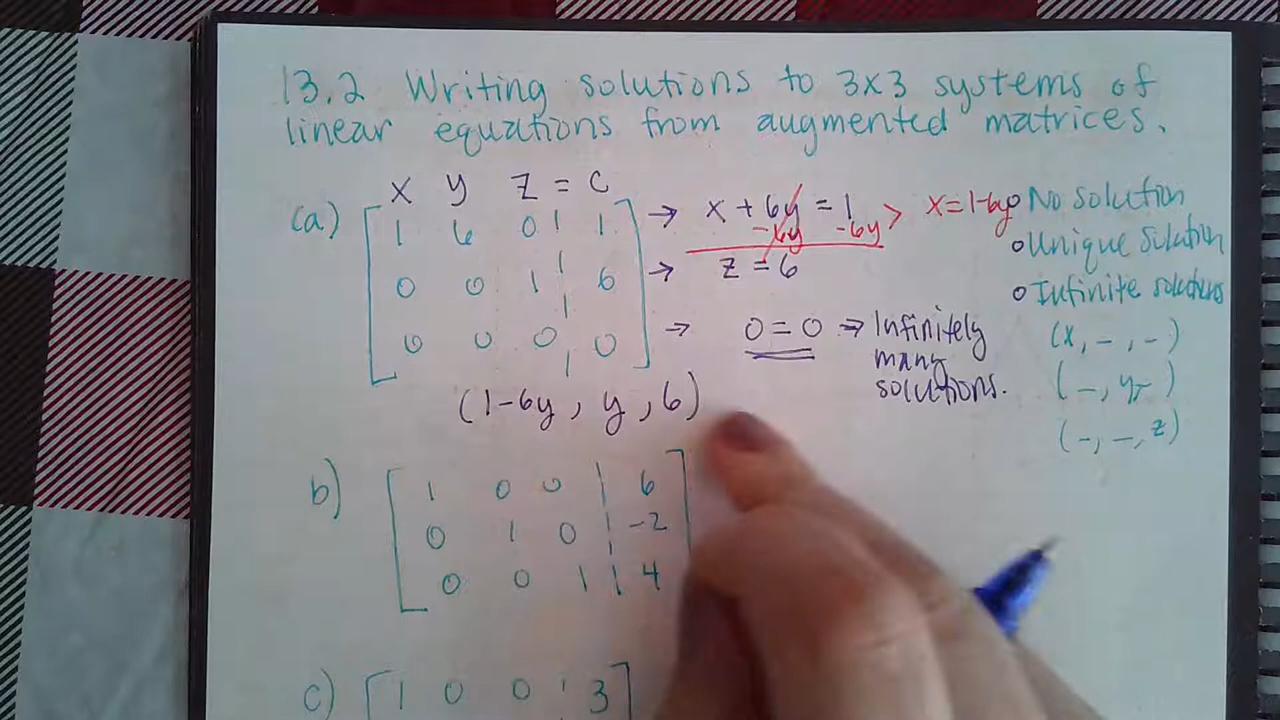 13.2 Writing solutions to 3x3 systems of
linear equations from augmented matrices.
x y z = c
(a) [ 1 6 0 | 1 ] → x + 6y = 1 > x=1-6y
-6y -6y
[ 0 0 1 | 6 ] → z = 6
[ 0 0 0 | 0 ] → 0 = 0 ⇒ Infinitely
many
solutions.
(1-6y, y, 6)
o No solution
o Unique solution
o Infinite solutions
(x, -, -)
(-, y, -)
(-, -, z)
b) [ 1 0 0 | 6 ]
[ 0 1 0 | -2 ]
[ 0 0 1 | 4 ]
c) [ 1 0 0 | 3 ]